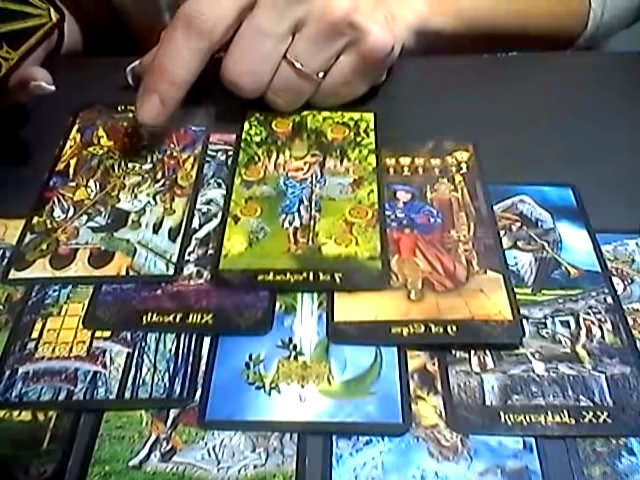 7 of Pentacles
9 of Cups
XIII. Death
XX. Judgement